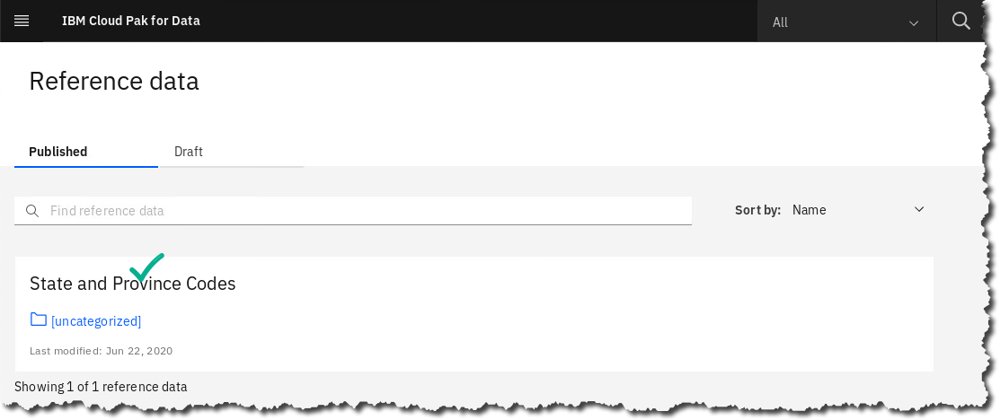 IBM Cloud Pak for Data
All
Reference data
Published
Draft
Find reference data
Sort by: Name
State and Province Codes
[uncategorized]
Last modified: Jun 22, 2020
Showing 1 of 1 reference data